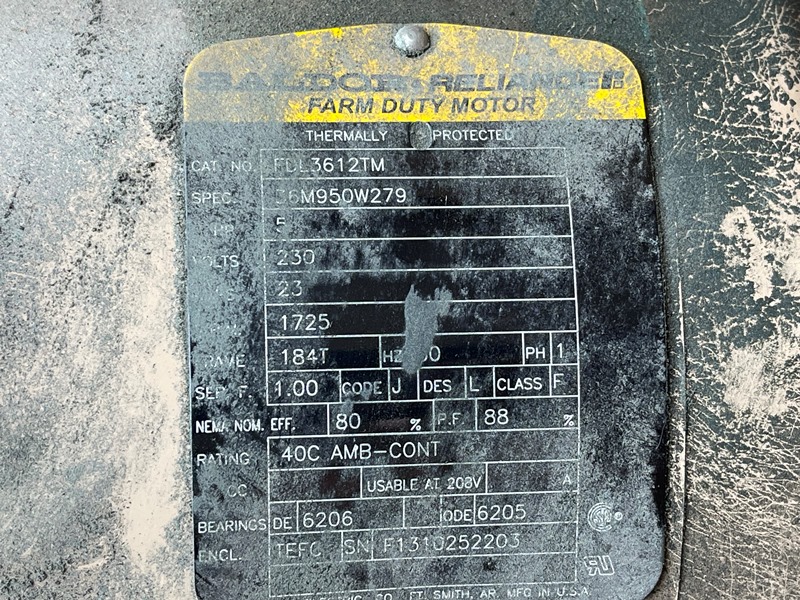 BALDOR • RELIANCE
FARM DUTY MOTOR
THERMALLY PROTECTED
CAT. NO. FDL3612TM
SPEC. 36M950W279
HP 5
VOLTS 230
23
1725
FRAME 184T HZ 60 PH 1
SER. F. 1.00 CODE J DES L CLASS F
NEMA NOM. EFF. 80 % P.F. 88 %
RATING 40C AMB-CONT
CC USABLE AT 208V A
BEARINGS DE 6206 ODE 6205
ENCL. TEFC SN F1310252203
FT. SMITH, AR. MFG IN U.S.A.